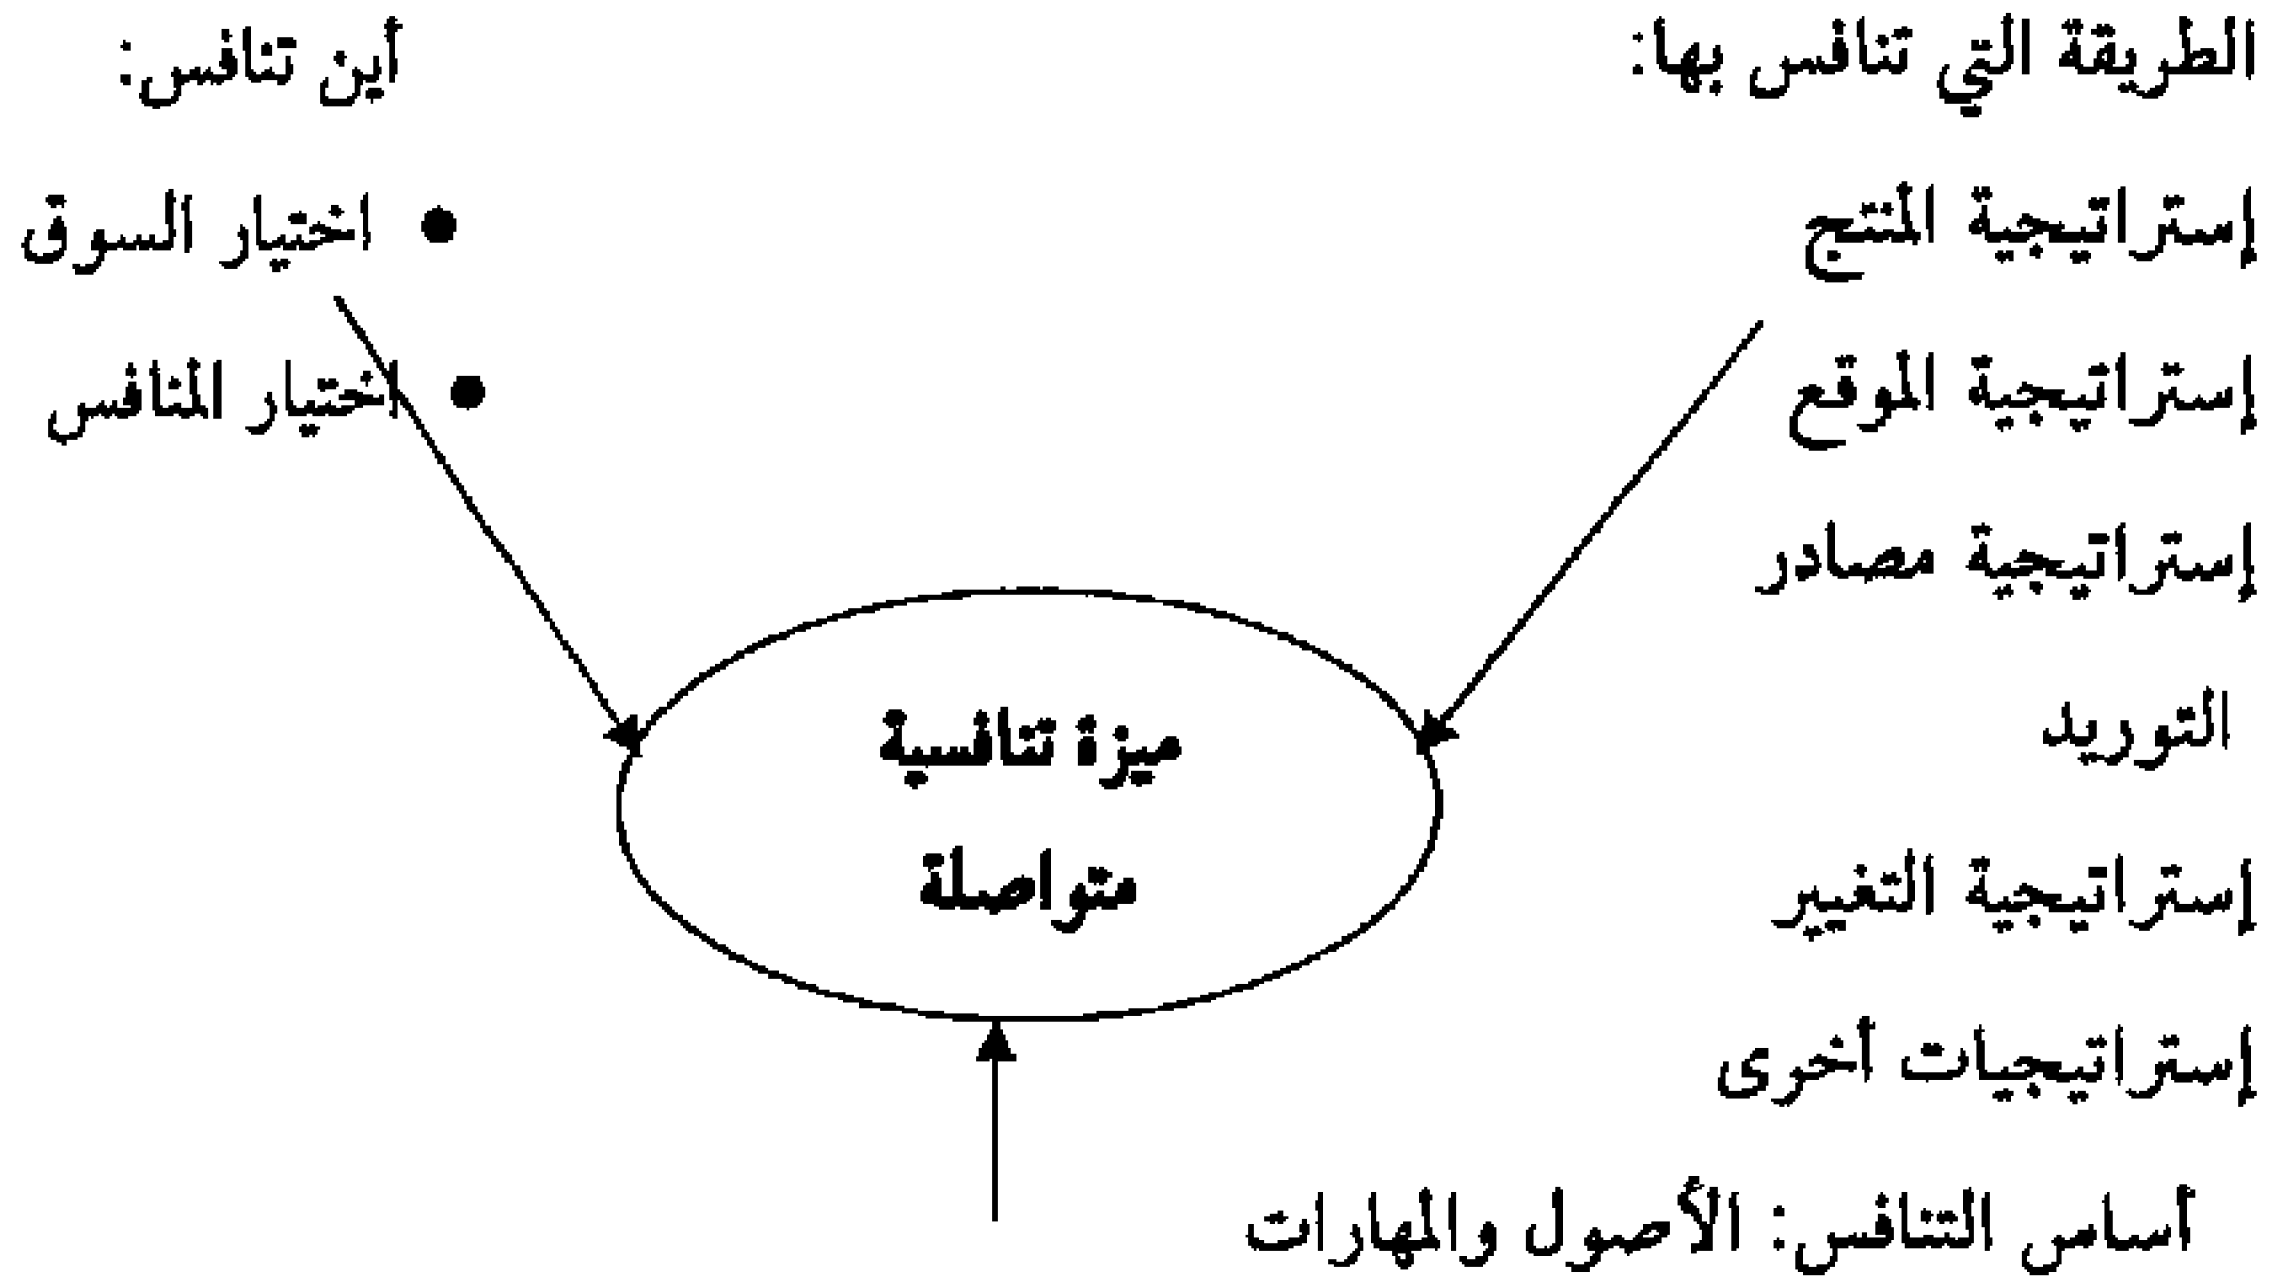 الطريقة التي تنافس بها:
إستراتيجية المنتج
إستراتيجية الموقع
إستراتيجية مصادر
التوريد
إستراتيجية التغيير
إستراتيجيات أخرى
أين تنافس:
• اختيار السوق
• اختيار المنافس
ميزة تنافسية
متواصلة
أساس التنافس: الأصول والمهارات